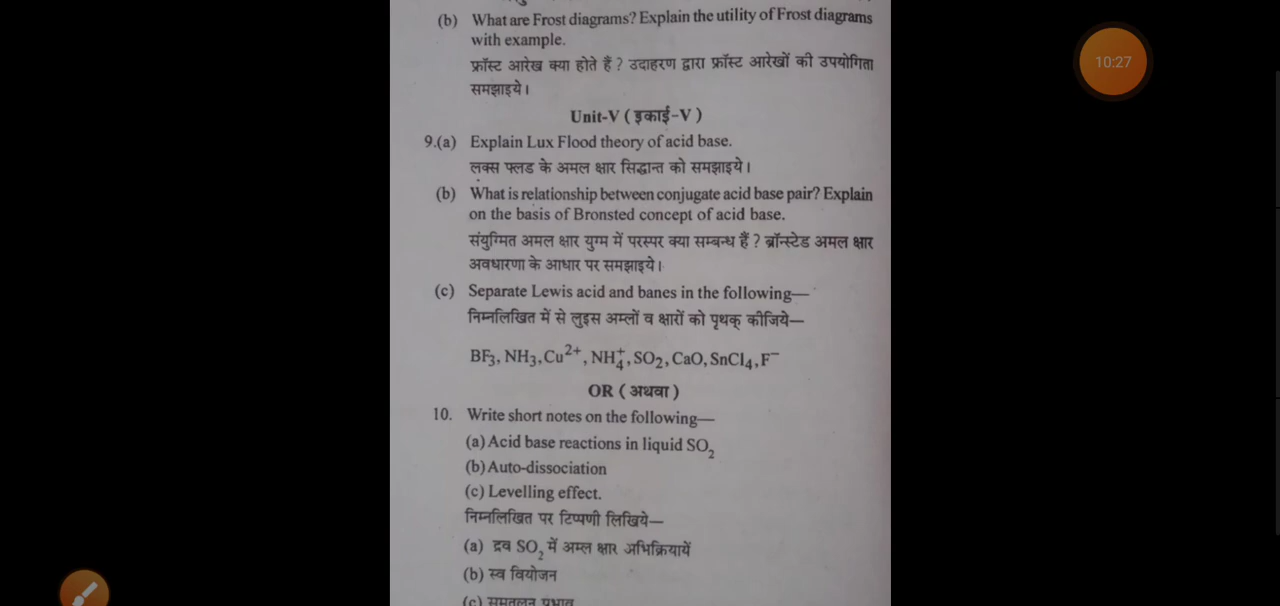 (b) What are Frost diagrams? Explain the utility of Frost diagrams
with example.
फ्रॉस्ट आरेख क्या होते हैं ? उदाहरण द्वारा फ्रॉस्ट आरेखों की उपयोगिता
समझाइये।
Unit-V ( इकाई-V )
9.(a) Explain Lux Flood theory of acid base.
लक्स फ्लड के अमल क्षार सिद्धान्त को समझाइये।
(b) What is relationship between conjugate acid base pair? Explain
on the basis of Bronsted concept of acid base.
संयुग्मित अमल क्षार युग्म में परस्पर क्या सम्बन्ध हैं ? ब्रॉन्स्टेड अमल क्षार
अवधारणा के आधार पर समझाइये।
(c) Separate Lewis acid and banes in the following—
निम्नलिखित में से लुइस अम्लों व क्षारों को पृथक् कीजिये—
BF₃, NH₃, Cu²⁺, NH₄⁺, SO₂, CaO, SnCl₄, F⁻
OR ( अथवा )
10. Write short notes on the following—
(a) Acid base reactions in liquid SO₂
(b) Auto-dissociation
(c) Levelling effect.
निम्नलिखित पर टिप्पणी लिखिये—
(a) द्रव SO₂ में अम्ल क्षार अभिक्रियायें
(b) स्व वियोजन
(c) समतलन प्रभाव
10:27